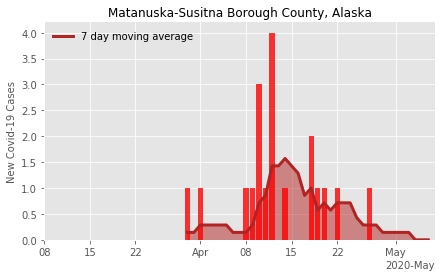 Matanuska-Susitna Borough County, Alaska
7 day moving average
New Covid-19 Cases
4.0
3.5
3.0
2.5
2.0
1.5
1.0
0.5
0.0
08 15 22 Apr 08 15 22 May
2020-May